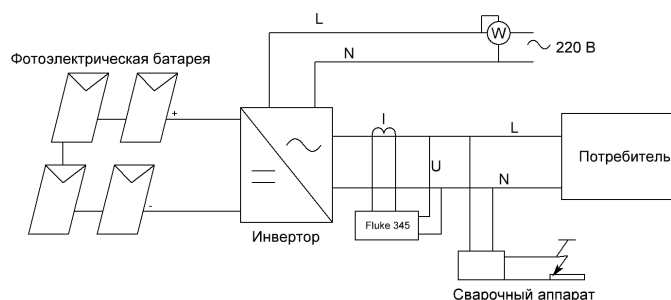 L
W
220 В
N
Фотоэлектрическая батарея
+
-
Инвертор
I
U
L
N
Fluke 345
Потребитель
Сварочный аппарат